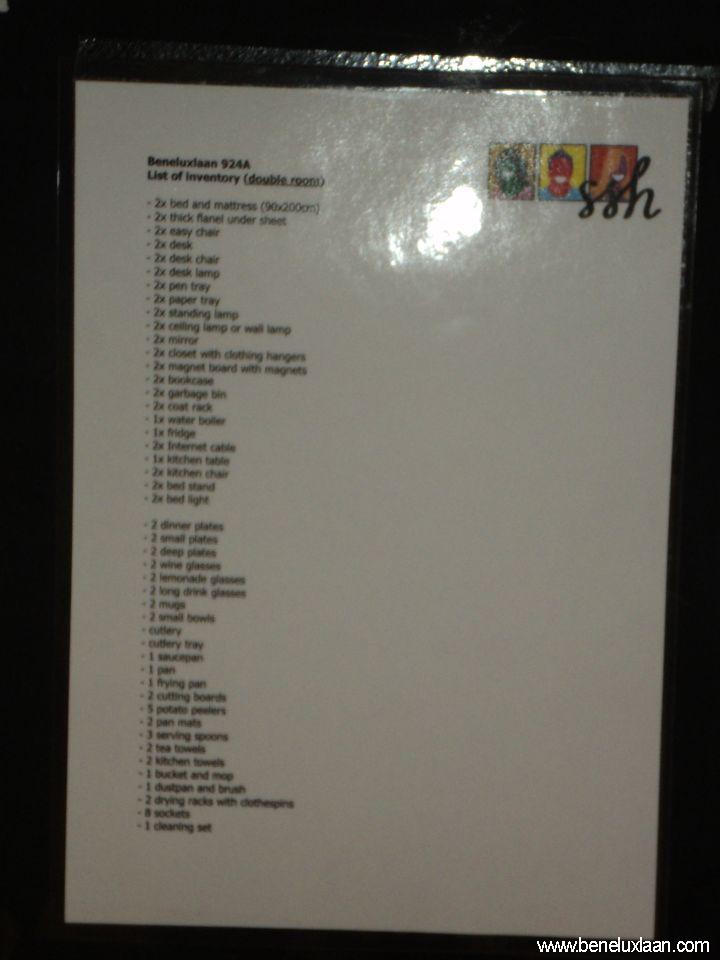 Beneluxlaan 924A
List of inventory (double room)
- 2x bed and mattress (90x200cm)
- 2x thick flanel under sheet
- 2x easy chair
- 2x desk
- 2x desk chair
- 2x desk lamp
- 2x pen tray
- 2x paper tray
- 2x standing lamp
- 2x ceiling lamp or wall lamp
- 2x mirror
- 2x closet with clothing hangers
- 2x magnet board with magnets
- 2x bookcase
- 2x garbage bin
- 2x coat rack
- 1x water boiler
- 1x fridge
- 2x Internet cable
- 1x kitchen table
- 2x kitchen chair
- 2x bed stand
- 2x bed light
- 2 dinner plates
- 2 small plates
- 2 deep plates
- 2 wine glasses
- 2 lemonade glasses
- 2 long drink glasses
- 2 mugs
- 2 small bowls
- cutlery
- cutlery tray
- 1 saucepan
- 1 pan
- 1 frying pan
- 2 cutting boards
- 5 potato peelers
- 2 pan mats
- 3 serving spoons
- 2 tea towels
- 2 kitchen towels
- 1 bucket and mop
- 1 dustpan and brush
- 2 drying racks with clothespins
- 8 sockets
- 1 cleaning set
ssh
www.beneluxlaan.com